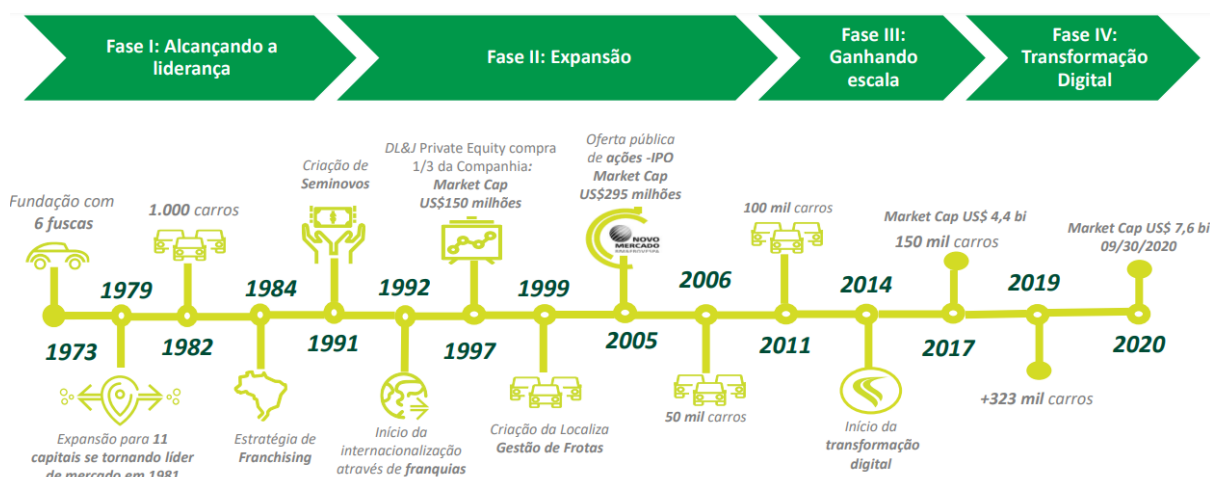 Fase I: Alcançando a
liderança
Fase II: Expansão
Fase III:
Ganhando
escala
Fase IV:
Transformação
Digital
Fundação com
6 fuscas
1.000 carros
Criação de
Seminovos
DL&J Private Equity compra
1/3 da Companhia:
Market Cap
US$150 milhões
Oferta pública
de ações -IPO
Market Cap
US$295 milhões
NOVO
MERCADO
100 mil carros
Market Cap US$ 4,4 bi
150 mil carros
Market Cap US$ 7,6 bi
09/30/2020
1979
1984
1992
1999
2006
2014
2019
1973
1982
1991
1997
2005
2011
2017
2020
Expansão para 11
capitais se tornando líder
de mercado em 1981
Estratégia de
Franchising
Início da
internacionalização
através de franquias
Criação da Localiza
Gestão de Frotas
50 mil carros
Início da
transformação
digital
+323 mil carros